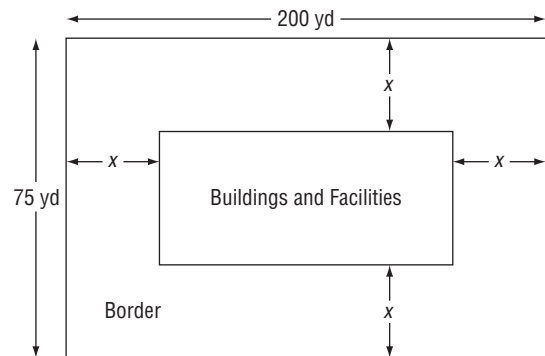 200 yd
x
x
x
75 yd
Buildings and Facilities
x
Border